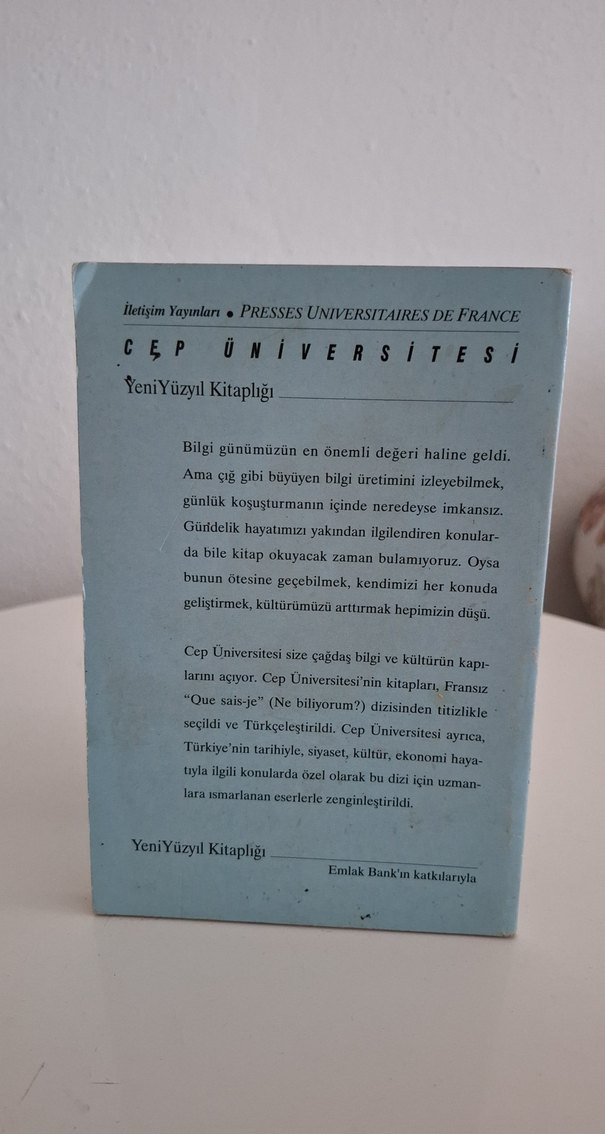 İletişim Yayınları • PRESSES UNIVERSITAIRES DE FRANCE
CEP ÜNİVERSİTESİ
YeniYüzyıl Kitaplığı
Bilgi günümüzün en önemli değeri haline geldi.
Ama çığ gibi büyüyen bilgi üretimini izleyebilmek,
günlük koşuşturmanın içinde neredeyse imkansız.
Gündelik hayatımızı yakından ilgilendiren konular-
da bile kitap okuyacak zaman bulamıyoruz. Oysa
bunun ötesine geçebilmek, kendimizi her konuda
geliştirmek, kültürümüzü arttırmak hepimizin düşü.
Cep Üniversitesi size çağdaş bilgi ve kültürün kapı-
larını açıyor. Cep Üniversitesi'nin kitapları, Fransız
"Que sais-je" (Ne biliyorum?) dizisinden titizlikle
seçildi ve Türkçeleştirildi. Cep Üniversitesi ayrıca,
Türkiye'nin tarihiyle, siyaset, kültür, ekonomi haya-
tıyla ilgili konularda özel olarak bu dizi için uzman-
lara ısmarlanan eserlerle zenginleştirildi.
YeniYüzyıl Kitaplığı
Emlak Bank'ın katkılarıyla